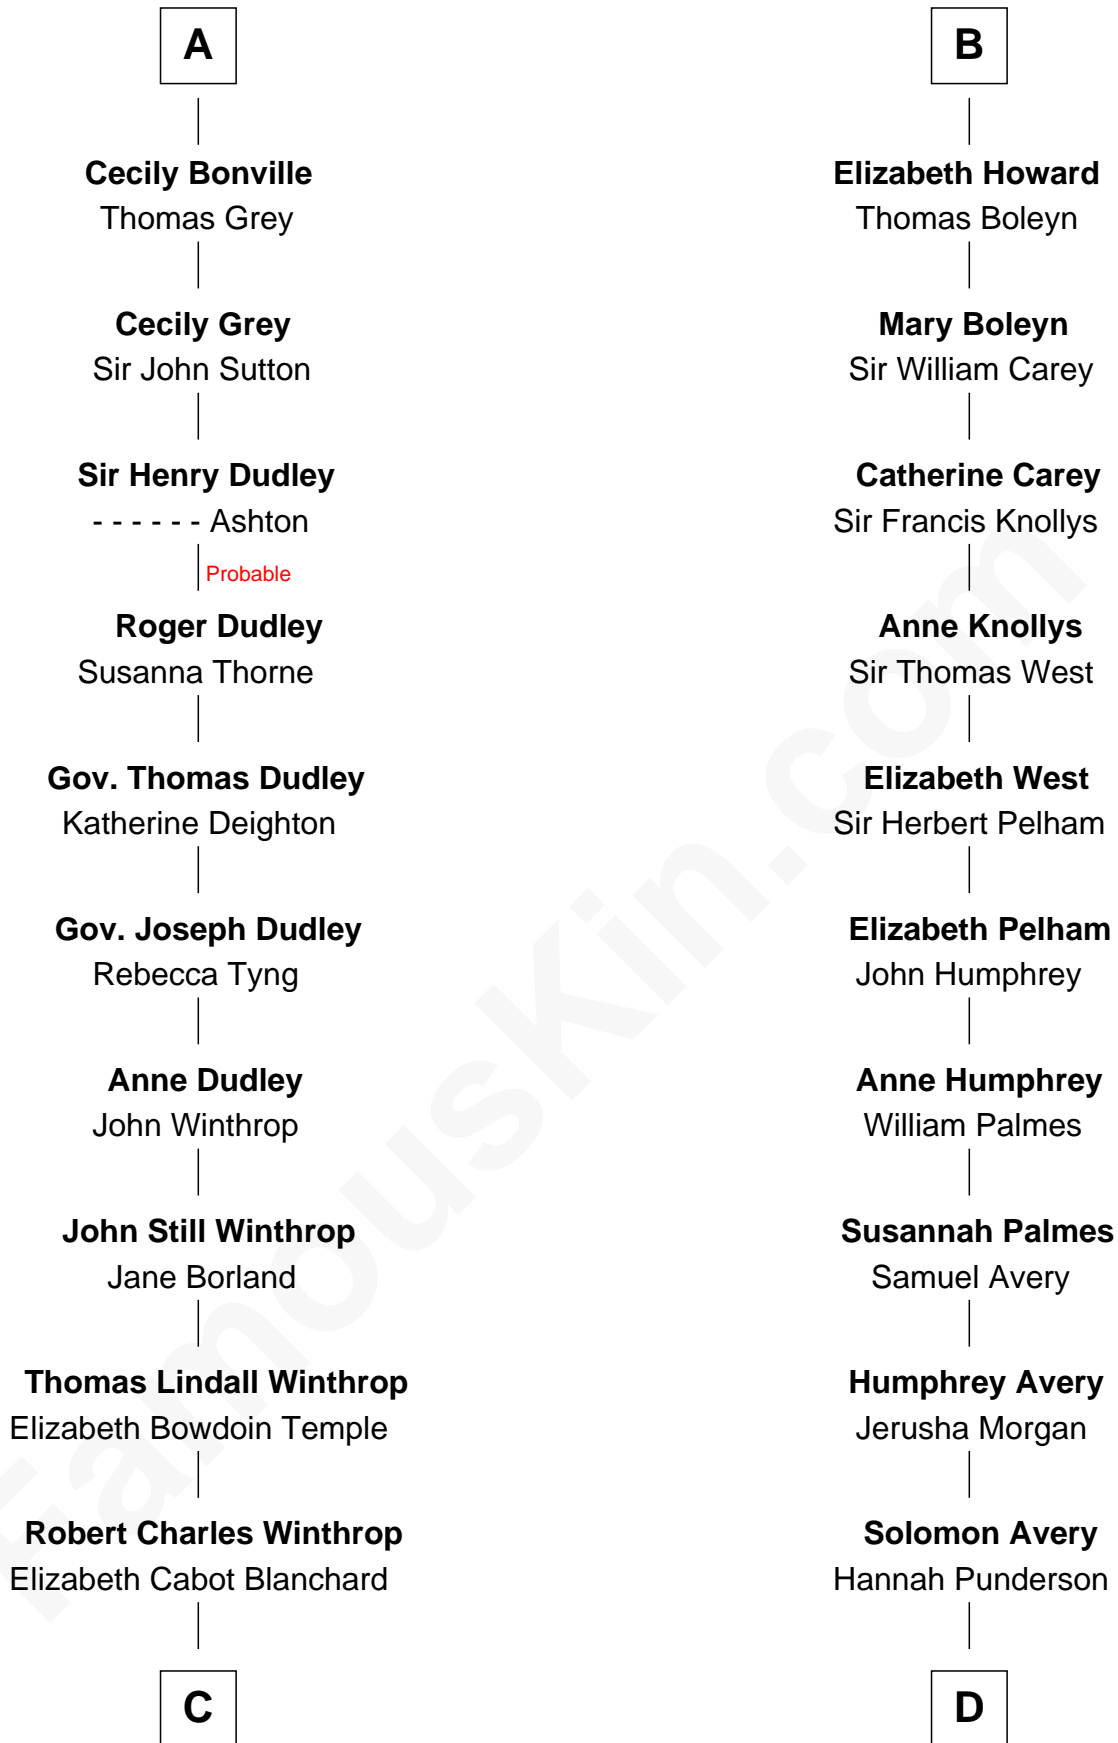 A
Cecily Bonville
Thomas Grey
Cecily Grey
Sir John Sutton
Sir Henry Dudley
- - - - - - Ashton
Probable
Roger Dudley
Susanna Thorne
Gov. Thomas Dudley
Katherine Deighton
Gov. Joseph Dudley
Rebecca Tyng
Anne Dudley
John Winthrop
John Still Winthrop
Jane Borland
Thomas Lindall Winthrop
Elizabeth Bowdoin Temple
Robert Charles Winthrop
Elizabeth Cabot Blanchard
C
B
Elizabeth Howard
Thomas Boleyn
Mary Boleyn
Sir William Carey
Catherine Carey
Sir Francis Knollys
Anne Knollys
Sir Thomas West
Elizabeth West
Sir Herbert Pelham
Elizabeth Pelham
John Humphrey
Anne Humphrey
William Palmes
Susannah Palmes
Samuel Avery
Humphrey Avery
Jerusha Morgan
Solomon Avery
Hannah Punderson
D
FamousKin.com